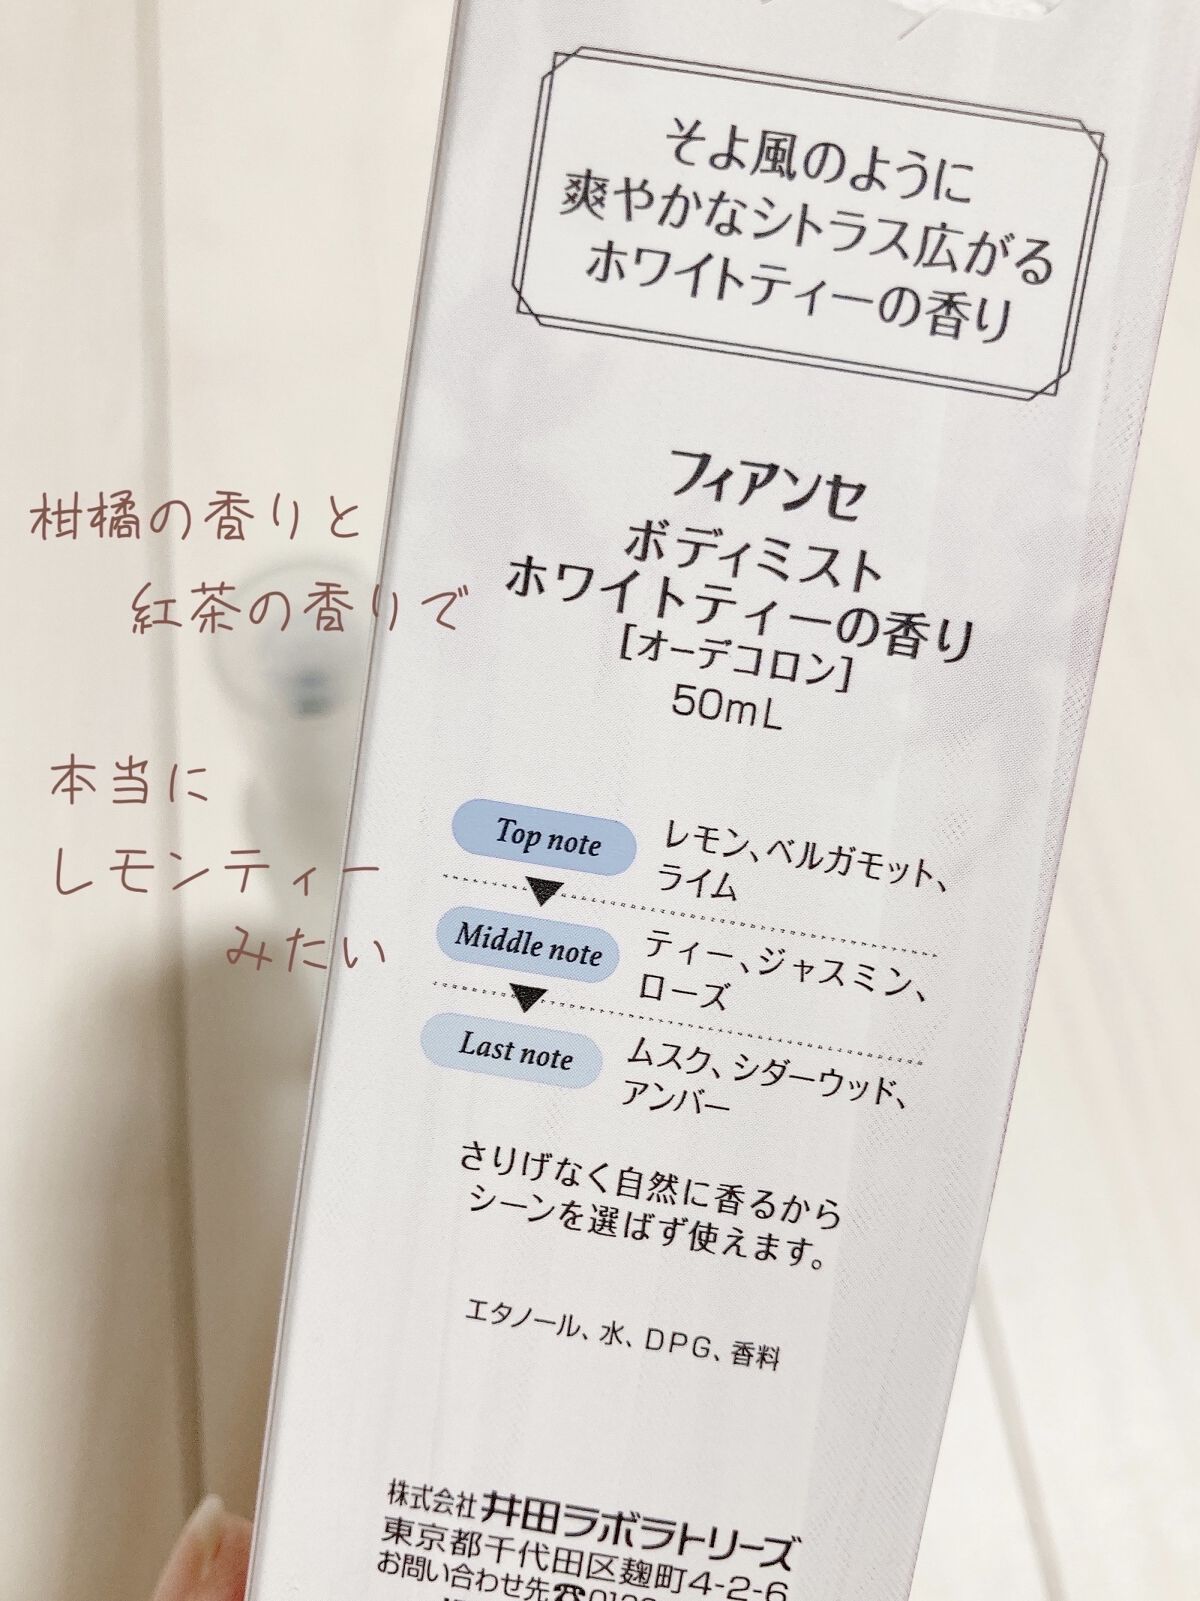 そよ風のように
爽やかなシトラス広がる
ホワイトティーの香り
フィアンセ
ボディミスト
ホワイトティーの香り
[オーデコロン]
50mL
柑橘の香りと
紅茶の香りで
本当に
レモンティー
みたい
Top note レモン、ベルガモット、
ライム
Middle note ティー、ジャスミン、
ローズ
Last note ムスク、シダーウッド、
アンバー
さりげなく自然に香るから
シーンを選ばず使えます。
エタノール、水、DPG、香料
株式会社 井田ラボラトリーズ
東京都千代田区麹町4-2-6
お問い合わせ先☎